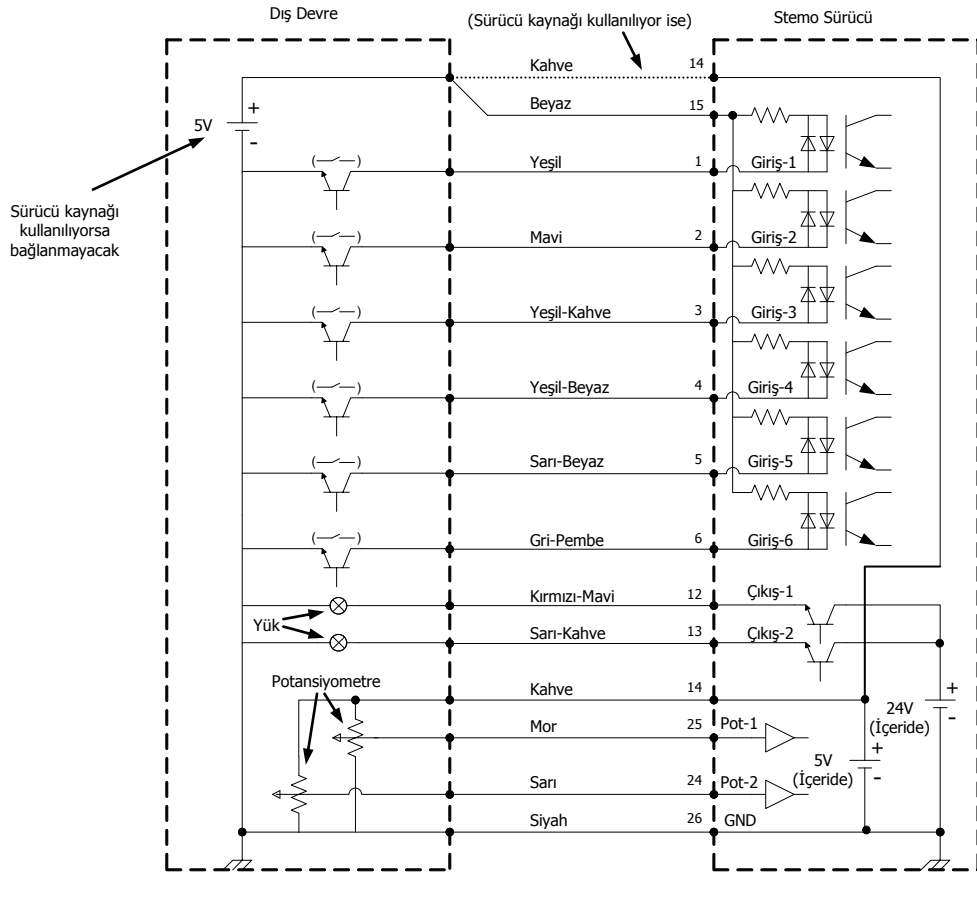 Dış Devre
(Sürücü kaynağı kullanılıyor ise)
Stemo Sürücü
Kahve 14
Beyaz 15
+
5V
-
Sürücü kaynağı
kullanılıyorsa
bağlanmayacak
(    ) Yeşil 1 Giriş-1
(    ) Mavi 2 Giriş-2
(    ) Yeşil-Kahve 3 Giriş-3
(    ) Yeşil-Beyaz 4 Giriş-4
(    ) Sarı-Beyaz 5 Giriş-5
(    ) Gri-Pembe 6 Giriş-6
Kırmızı-Mavi 12 Çıkış-1
Yük
Sarı-Kahve 13 Çıkış-2
Potansiyometre
Kahve 14
Mor 25 Pot-1
Sarı 24 Pot-2
Siyah 26 GND
+
24V
(İçeride)
-
+
5V
(İçeride)
-